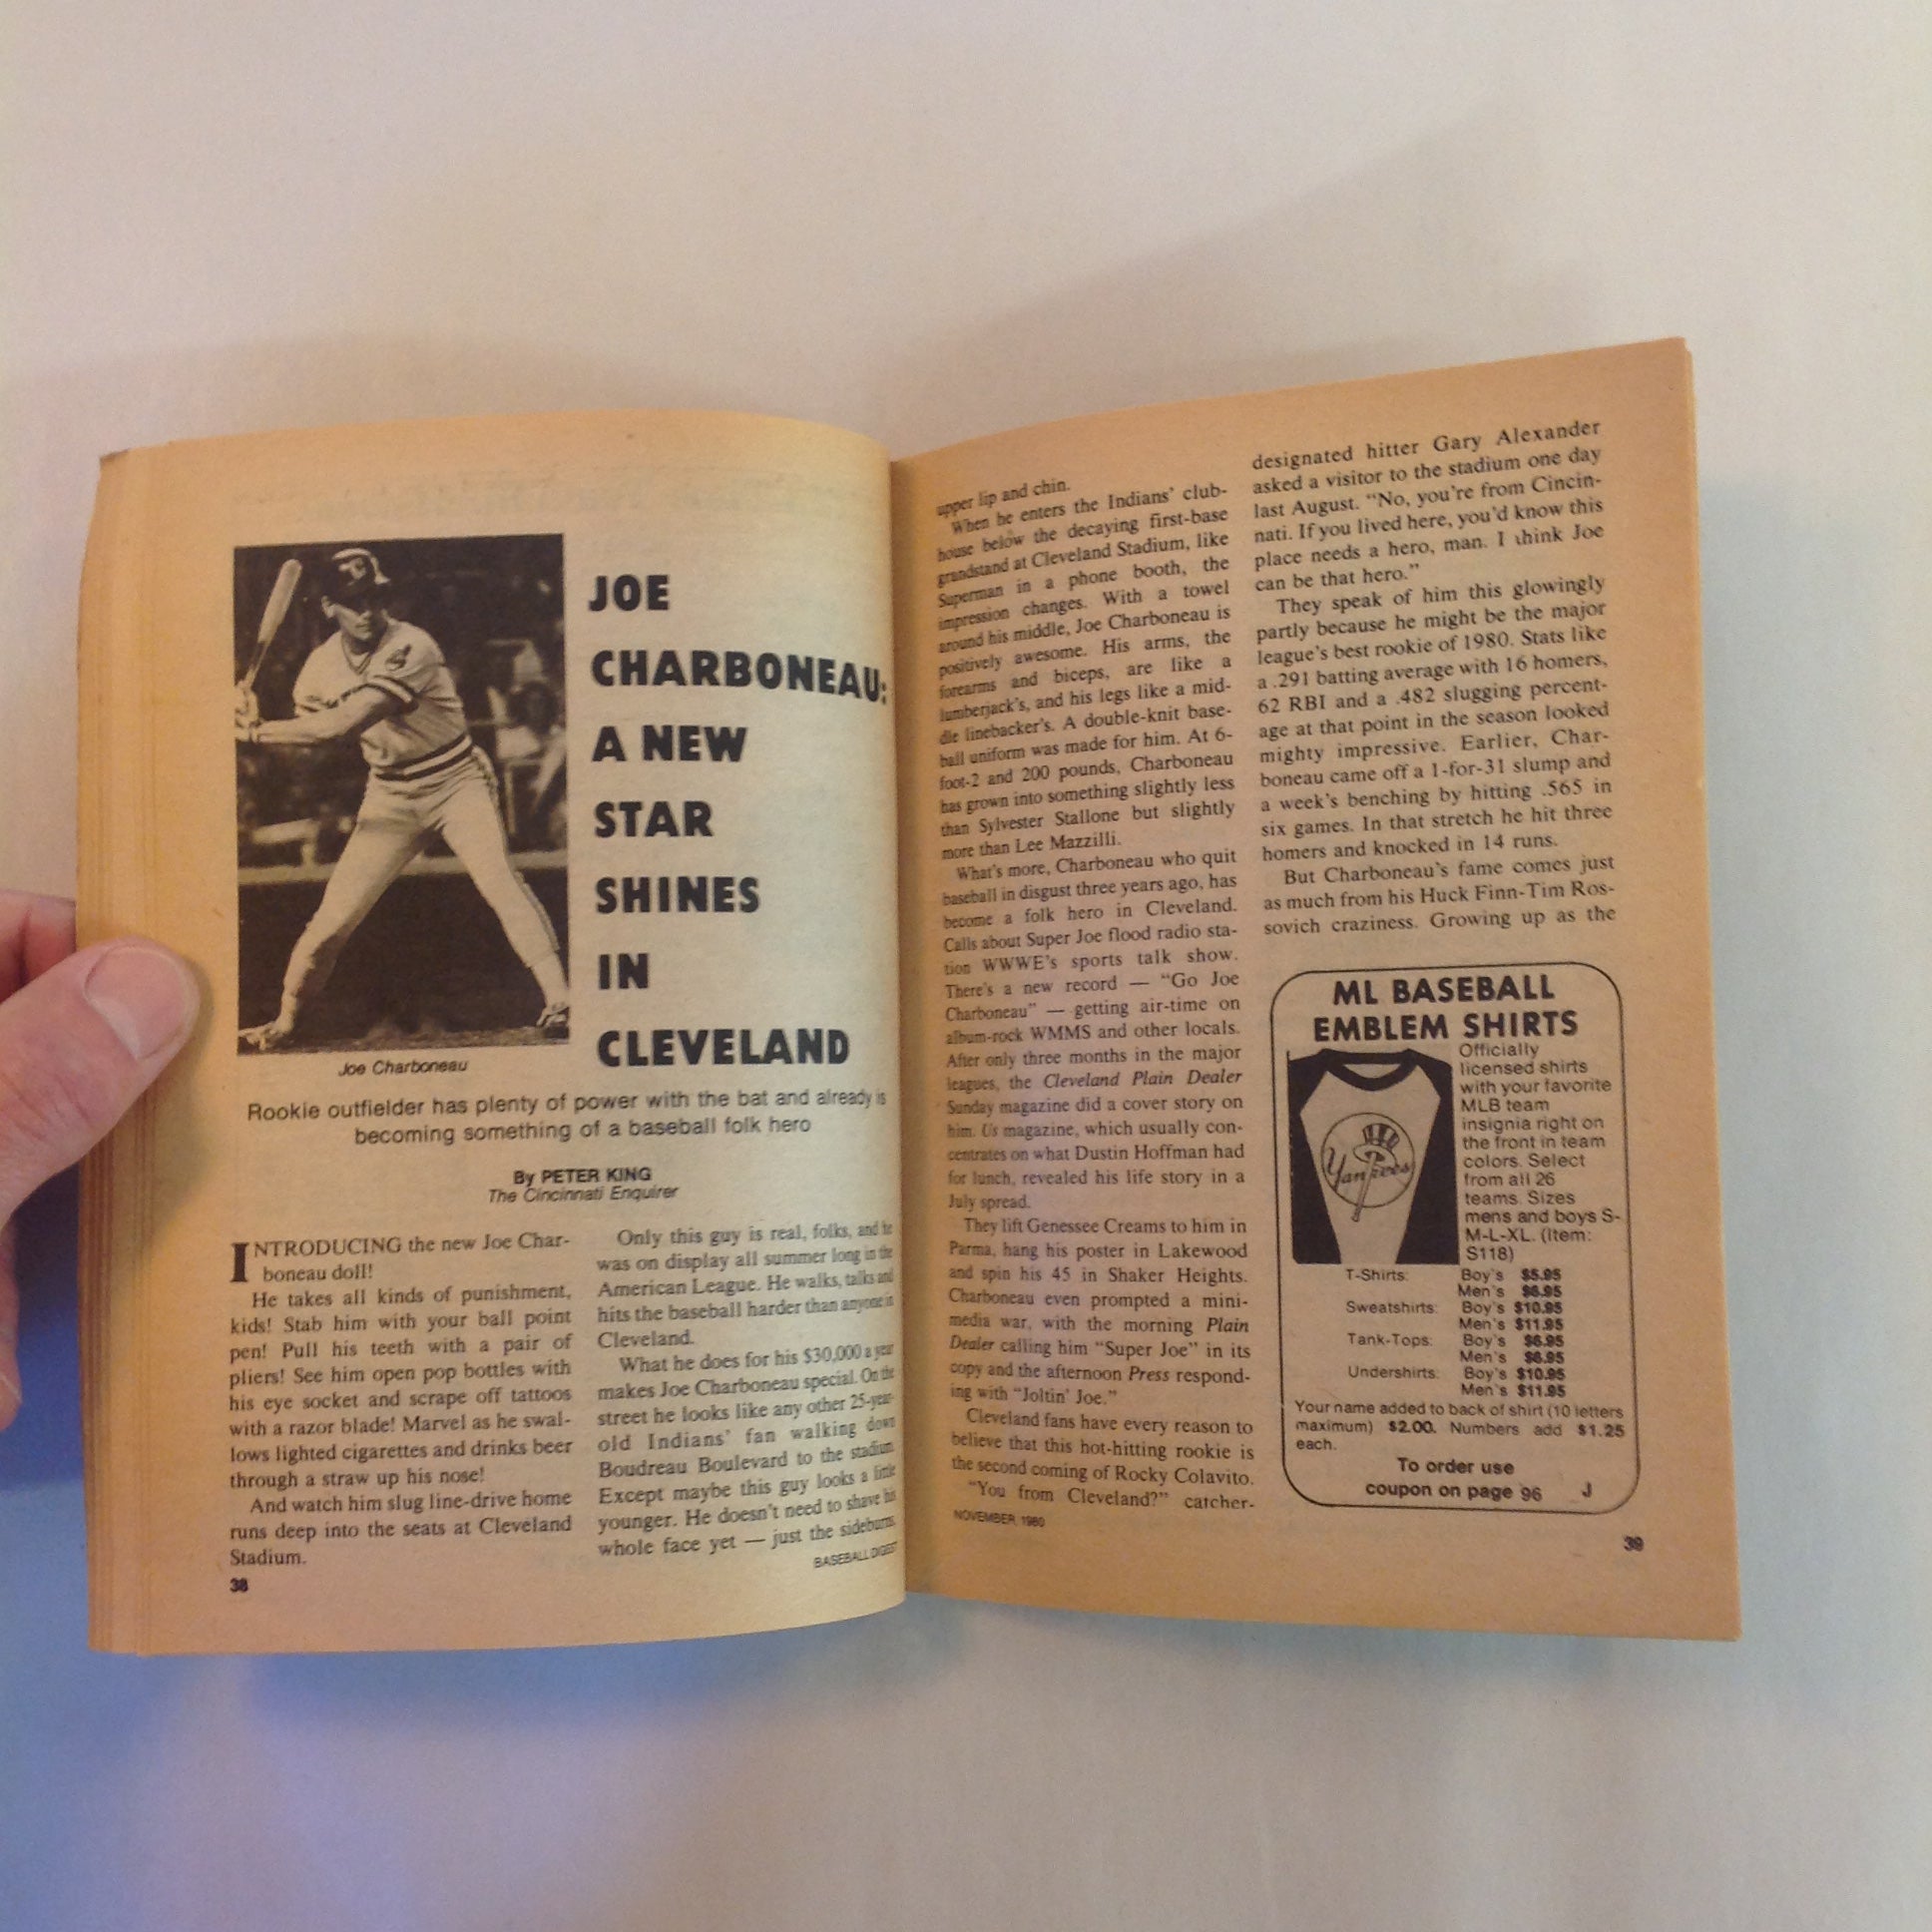 JOE
CHARBONEAU:
A NEW
STAR
SHINES
IN
CLEVELAND
Joe Charboneau
Rookie outfielder has plenty of power with the bat and already is
becoming something of a baseball folk hero
By PETER KING
The Cincinnati Enquirer
INTRODUCING the new Joe Char-
boneau doll!
He takes all kinds of punishment,
kids! Stab him with your ball point
pen! Pull his teeth with a pair of
pliers! See him open pop bottles with
his eye socket and scrape off tattoos
with a razor blade! Marvel as he swal-
lows lighted cigarettes and drinks beer
through a straw up his nose!
And watch him slug line-drive home
runs deep into the seats at Cleveland
Stadium.
38
Only this guy is real, folks, and he
was on display all summer long in the
American League. He walks, talks and
hits the baseball harder than anyone in
Cleveland.
What he does for his $30,000 a year
makes Joe Charboneau special. On the
street he looks like any other 25-year-
old Indians' fan walking down
Boudreau Boulevard to the stadium.
Except maybe this guy looks a little
younger. He doesn't need to shave his
whole face yet — just the sideburns,
BASEBALL DIGEST
upper lip and chin.
When he enters the Indians' club-
house below the decaying first-base
grandstand at Cleveland Stadium, like
Superman in a phone booth, the
impression changes. With a towel
around his middle, Joe Charboneau is
positively awesome. His arms, the
forearms and biceps, are like a
lumberjack's, and his legs like a mid-
dle linebacker's. A double-knit base-
ball uniform was made for him. At 6-
foot-2 and 200 pounds, Charboneau
has grown into something slightly less
than Sylvester Stallone but slightly
more than Lee Mazzilli.
What's more, Charboneau who quit
baseball in disgust three years ago, has
become a folk hero in Cleveland.
Calls about Super Joe flood radio sta-
tion WWWE's sports talk show.
There's a new record — "Go Joe
Charboneau" — getting air-time on
album-rock WMMS and other locals.
After only three months in the major
leagues, the Cleveland Plain Dealer
Sunday magazine did a cover story on
him. Us magazine, which usually con-
centrates on what Dustin Hoffman had
for lunch, revealed his life story in a
July spread.
They lift Genessee Creams to him in
Parma, hang his poster in Lakewood
and spin his 45 in Shaker Heights.
Charboneau even prompted a mini-
media war, with the morning Plain
Dealer calling him "Super Joe" in its
copy and the afternoon Press respond-
ing with "Joltin' Joe."
Cleveland fans have every reason to
believe that this hot-hitting rookie is
the second coming of Rocky Colavito.
"You from Cleveland?" catcher-
NOVEMBER, 1980
designated hitter Gary Alexander
asked a visitor to the stadium one day
last August. "No, you're from Cincin-
nati. If you lived here, you'd know this
place needs a hero, man. I think Joe
can be that hero."
They speak of him this glowingly
partly because he might be the major
league's best rookie of 1980. Stats like
a .291 batting average with 16 homers,
62 RBI and a .482 slugging percent-
age at that point in the season looked
mighty impressive. Earlier, Char-
boneau came off a 1-for-31 slump and
a week's benching by hitting .565 in
six games. In that stretch he hit three
homers and knocked in 14 runs.
But Charboneau's fame comes just
as much from his Huck Finn-Tim Ros-
sovich craziness. Growing up as the
ML BASEBALL
EMBLEM SHIRTS
Yankees
Officially
licensed shirts
with your favorite
MLB team
insignia right on
the front in team
colors. Select
from all 26
teams. Sizes
mens and boys S-
M-L-XL. (Item:
S118)
T-Shirts: Boy's $5.95
Men's $6.95
Sweatshirts: Boy's $10.95
Men's $11.95
Tank-Tops: Boy's $6.95
Men's $6.95
Undershirts: Boy's $10.95
Men's $11.95
Your name added to back of shirt (10 letters
maximum) $2.00. Numbers add $1.25
each.
To order use
coupon on page 96 J
39